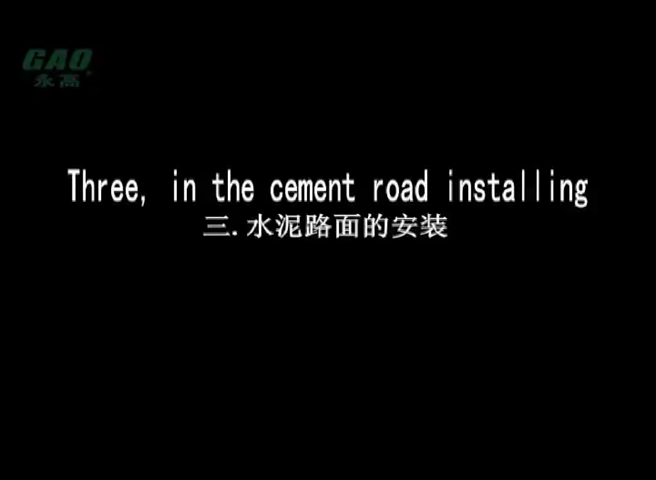 GAO
永高
Three, in the cement road installing
三.水泥路面的安装